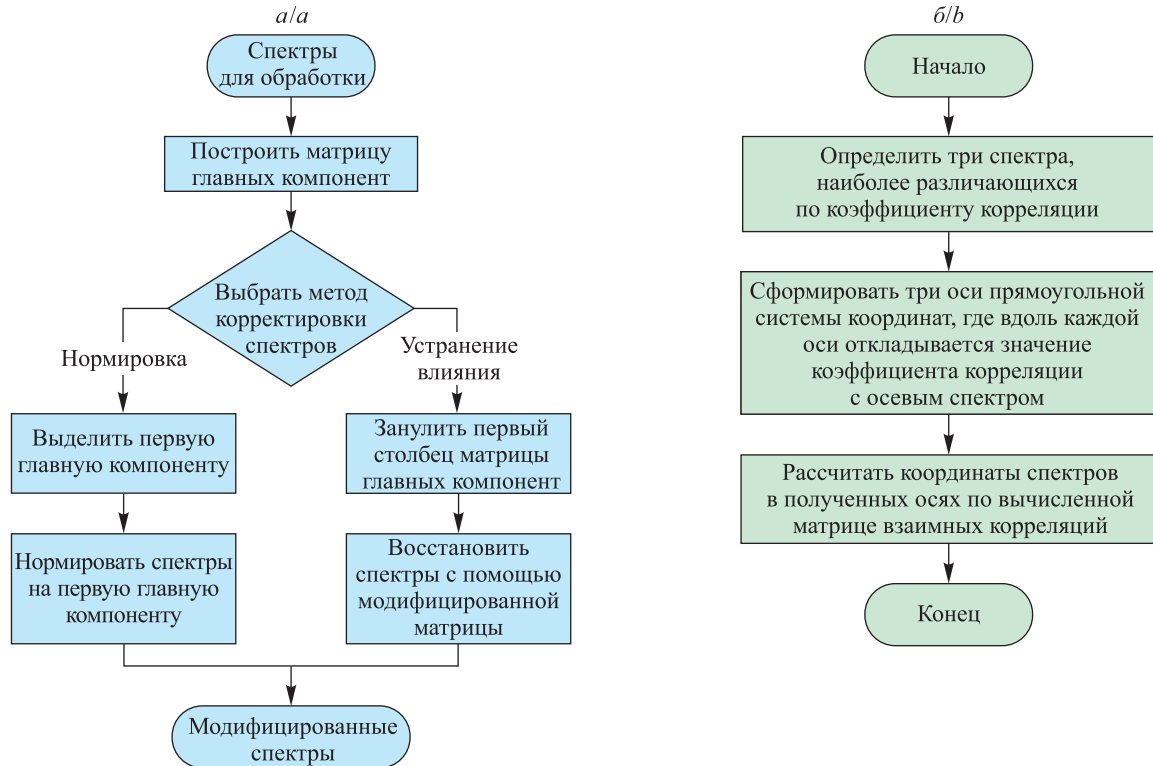 а/a
Спектры
для обработки
Построить матрицу
главных компонент
Выбрать метод
корректировки
спектров
Нормировка
Устранение
влияния
Выделить первую
главную компоненту
Занулить первый
столбец матрицы
главных компонент
Нормировать спектры
на первую главную
компоненту
Восстановить
спектры с помощью
модифицированной
матрицы
Модифицированные
спектры
б/b
Начало
Определить три спектра,
наиболее различающихся
по коэффициенту корреляции
Сформировать три оси прямоугольной
системы координат, где вдоль каждой
оси откладывается значение
коэффициента корреляции
с осевым спектром
Рассчитать координаты спектров
в полученных осях по вычисленной
матрице взаимных корреляций
Конец